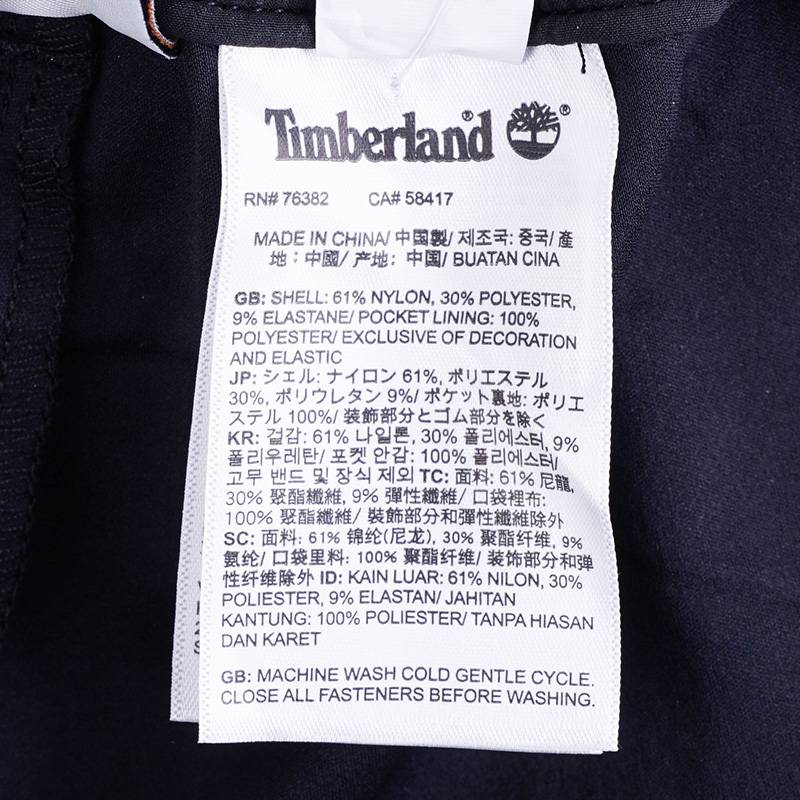 Timberland® ®
RN# 76382 CA# 58417
MADE IN CHINA/ 中国製/ 제조국: 중국/ 產
地：中國/ 产地：中国/ BUATAN CINA
GB: SHELL: 61% NYLON, 30% POLYESTER,
9% ELASTANE/ POCKET LINING: 100%
POLYESTER/ EXCLUSIVE OF DECORATION
AND ELASTIC
JP: シェル: ナイロン 61%, ポリエステル
30%, ポリウレタン 9%/ ポケット裏地: ポリエ
ステル 100%/ 装飾部分とゴム部分を除く
KR: 겉감: 61% 나일론, 30% 폴리에스터, 9%
폴리우레탄/ 포켓 안감: 100% 폴리에스터/
고무 밴드 및 장식 제외 TC: 面料: 61% 尼龍,
30% 聚酯纖維, 9% 彈性纖維/ 口袋裡布:
100% 聚酯纖維/ 裝飾部分和彈性纖維除外
SC: 面料: 61% 锦纶(尼龙), 30% 聚酯纤维, 9%
氨纶/ 口袋里料: 100% 聚酯纤维/ 装饰部分和弹
性纤维除外 ID: KAIN LUAR: 61% NILON, 30%
POLIESTER, 9% ELASTAN/ JAHITAN
KANTUNG: 100% POLIESTER/ TANPA HIASAN
DAN KARET
GB: MACHINE WASH COLD GENTLE CYCLE.
CLOSE ALL FASTENERS BEFORE WASHING.